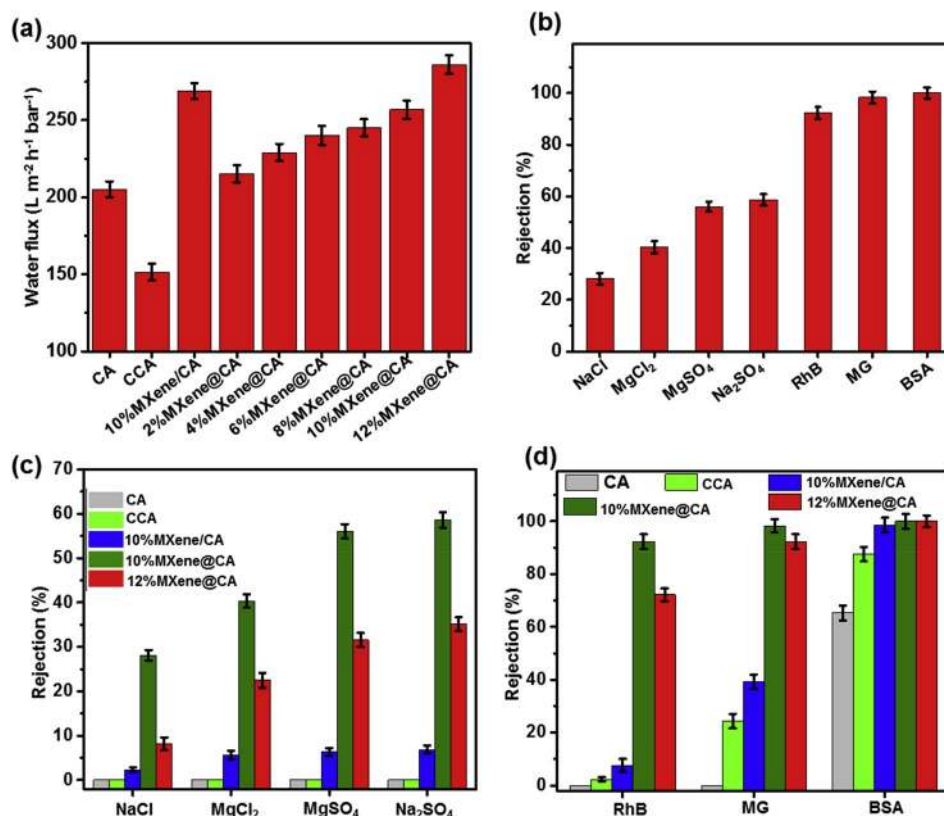 (a)
300
250
200
150
100
Water flux (L m⁻² h⁻¹ bar⁻¹)
CA
CCA
10%MXene/CA
2%MXene@CA
4%MXene@CA
6%MXene@CA
8%MXene@CA
10%MXene@CA
12%MXene@CA
(b)
100
80
60
40
20
0
Rejection (%)
NaCl
MgCl₂
MgSO₄
Na₂SO₄
RhB
MG
BSA
(c)
70
60
50
40
30
20
10
0
Rejection (%)
CA
CCA
10%MXene/CA
10%MXene@CA
12%MXene@CA
NaCl MgCl₂ MgSO₄ Na₂SO₄
(d)
CA CCA 10%MXene/CA
10%MXene@CA 12%MXene@CA
100
80
60
40
20
0
Rejection (%)
RhB MG BSA